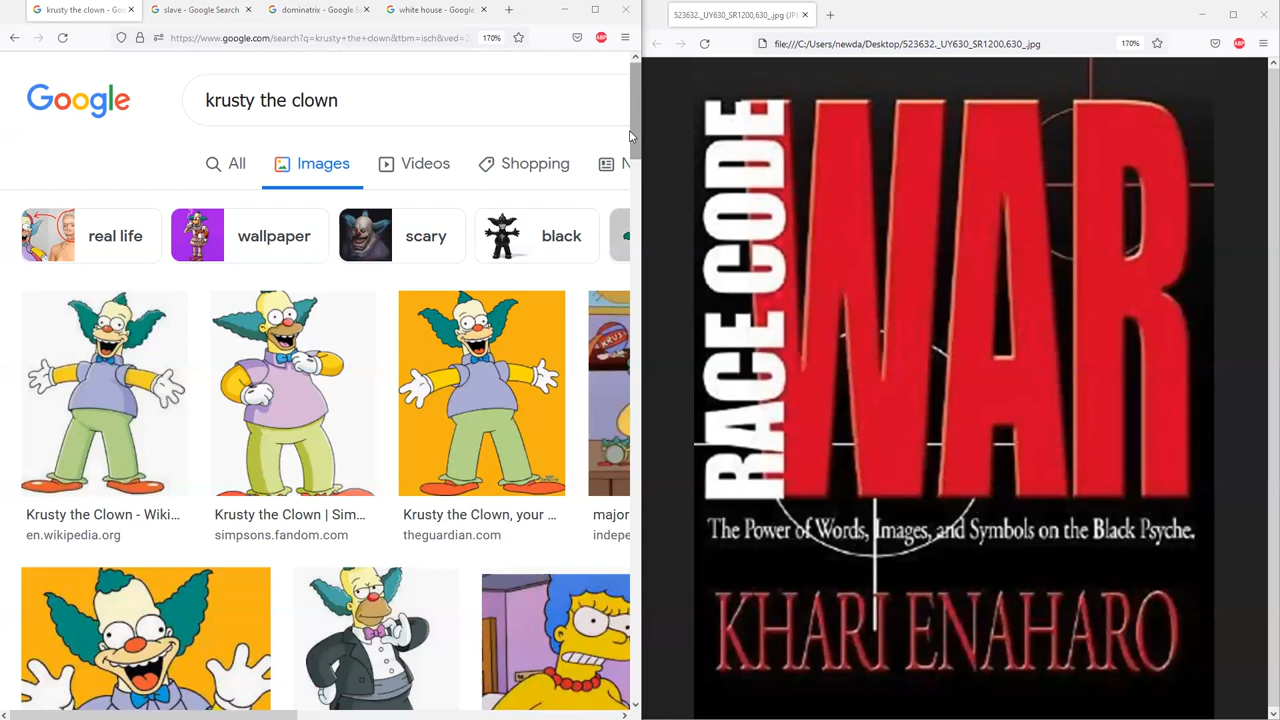 krusty the clown - Goo
slave - Google Search
dominatrix - Google Se
white house - Google
https://www.google.com/search?q=krusty+the+clown&tbm=isch&ved=2
170%
Google
krusty the clown
All
Images
Videos
Shopping
N
real life
wallpaper
scary
black
Krusty the Clown - Wiki...
en.wikipedia.org
Krusty the Clown | Sim...
simpsons.fandom.com
Krusty the Clown, your ...
theguardian.com
major
indepe
KRUS
523632._UY630_SR1200,630_.jpg (JP
file:///C:/Users/newda/Desktop/523632._UY630_SR1200,630_.jpg
170%
RACE CODE
WAR
The Power of Words, Images, and Symbols on the Black Psyche.
KHARI ENAHARO